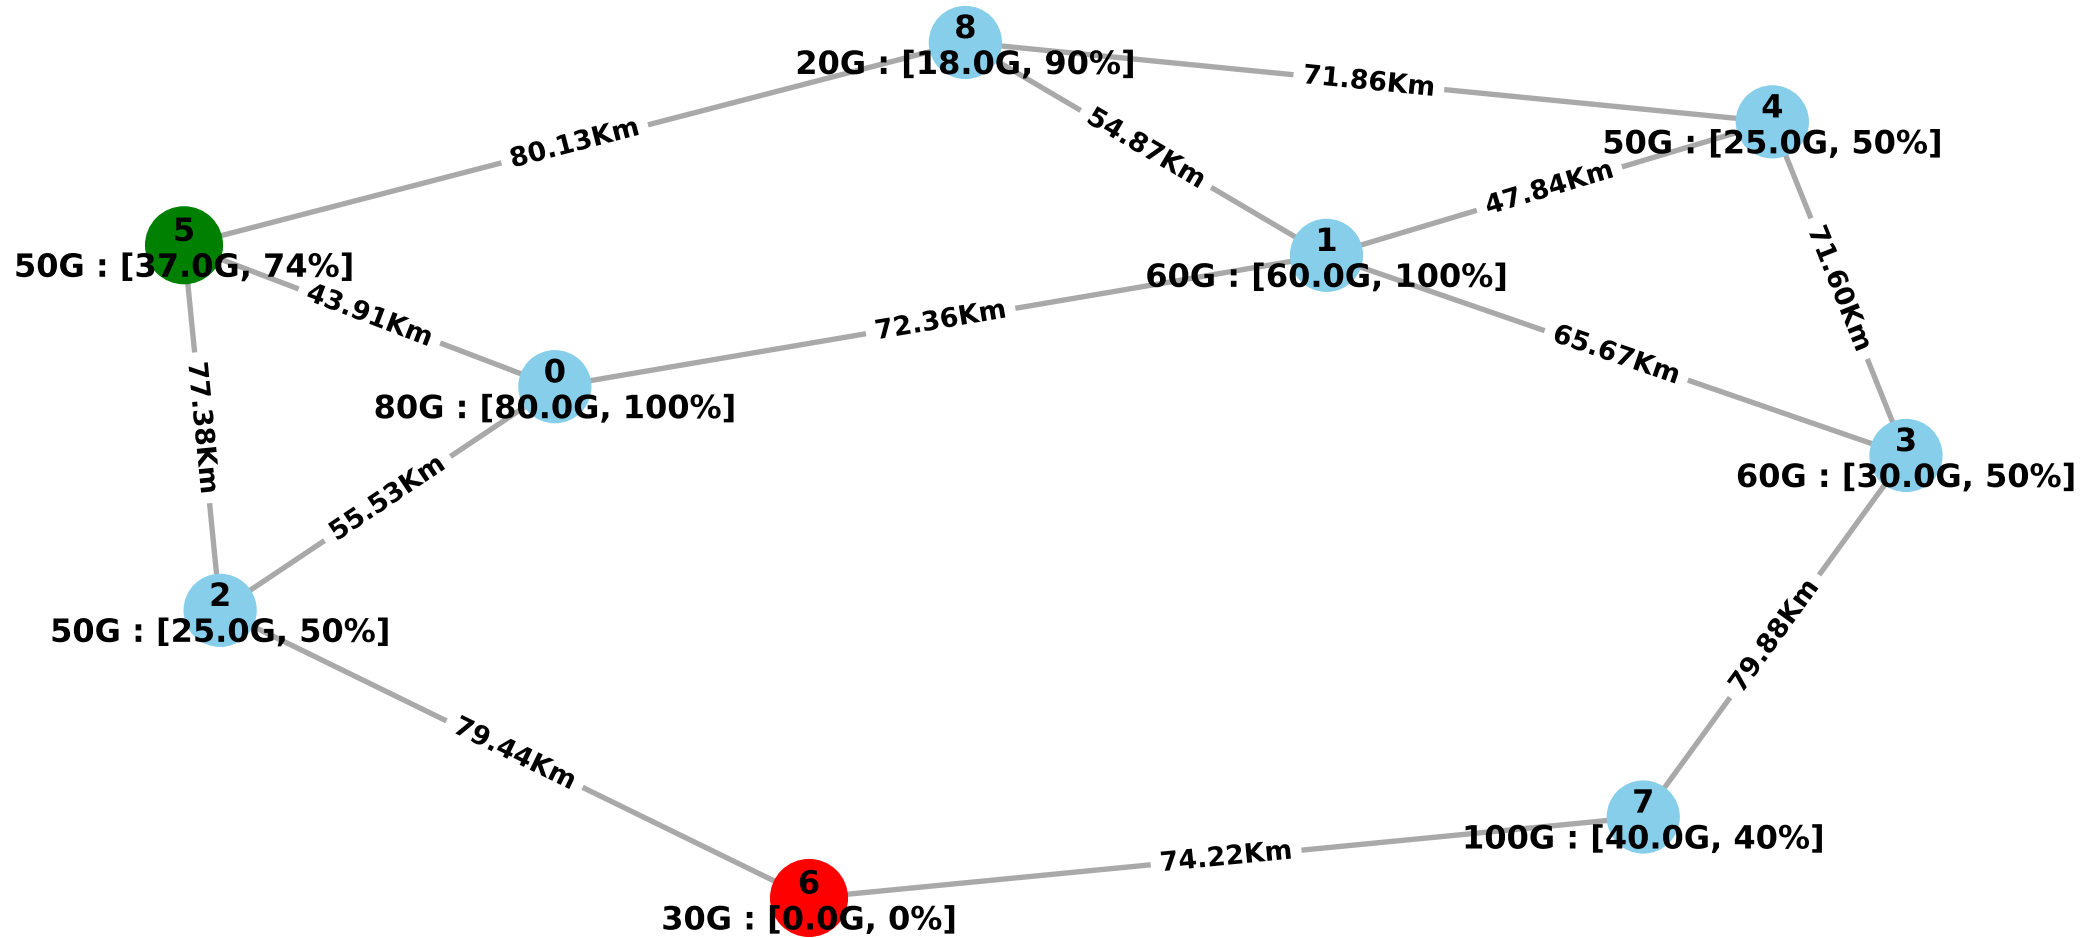 8
20G : [18.0G, 90%]
71.86Km
4
50G : [25.0G, 50%]
80.13Km
54.87Km
47.84Km
5
50G : [37.0G, 74%]
1
60G : [60.0G, 100%]
71.60Km
43.91Km
72.36Km
65.67Km
0
80G : [80.0G, 100%]
77.38Km
3
60G : [30.0G, 50%]
55.53Km
2
50G : [25.0G, 50%]
79.88Km
79.44Km
7
100G : [40.0G, 40%]
74.22Km
6
30G : [0.0G, 0%]